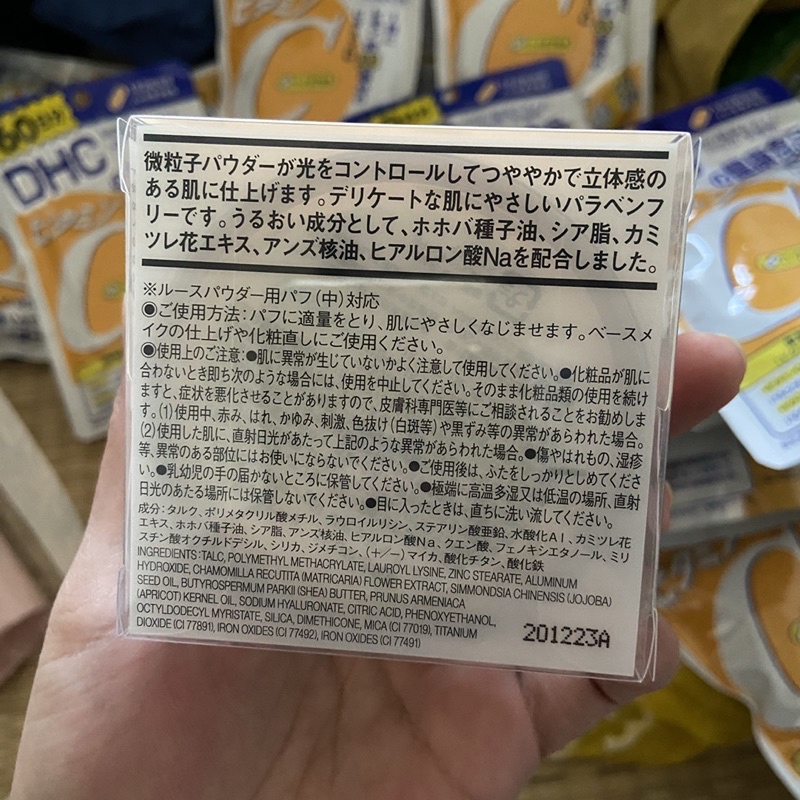 60日分
DHC
ビタミン
微粒子パウダーが光をコントロールしてつややかで立体感の
ある肌に仕上げます。デリケートな肌にやさしいパラベンフ
リーです。うるおい成分として、ホホバ種子油、シア脂、カミ
ツレ花エキス、アンズ核油、ヒアルロン酸Naを配合しました。
※ルースパウダー用パフ(中)対応
●ご使用方法:パフに適量をとり、肌にやさしくなじませます。ベースメ
イクの仕上げや化粧直しにご使用ください。
●使用上のご注意:●肌に異常が生じていないかよく注意して使用してください。●化粧品が肌に
合わないとき即ち次のような場合には、使用を中止してください。そのまま化粧品類の使用を続け
ますと、症状を悪化させることがありますので、皮膚科専門医等にご相談されることをお勧めしま
す。(1)使用中、赤み、はれ、かゆみ、刺激、色抜け(白斑等)や黒ずみ等の異常があらわれた場合。
(2)使用した肌に、直射日光があたって上記のような異常があらわれた場合。●傷やはれもの、湿疹
等、異常のある部位にはお使いにならないでください。●ご使用後は、ふたをしっかりとしめてくださ
い。●乳幼児の手の届かないところに保管してください。●極端に高温多湿又は低温の場所、直射
日光のあたる場所には保管しないでください。●目に入ったときは、直ちに洗い流してください。
成分:タルク、ポリメタクリル酸メチル、ラウロイルリシン、ステアリン酸亜鉛、水酸化Al、カミツレ花
エキス、ホホバ種子油、シア脂、アンズ核油、ヒアルロン酸Na、クエン酸、フェノキシエタノール、ミリ
スチン酸オクチルドデシル、シリカ、ジメチコン、(+/-)マイカ、酸化チタン、酸化鉄
INGREDIENTS:TALC, POLYMETHYL METHACRYLATE, LAUROYL LYSINE, ZINC STEARATE, ALUMINUM
HYDROXIDE, CHAMOMILLA RECUTITA (MATRICARIA) FLOWER EXTRACT, SIMMONDSIA CHINENSIS (JOJOBA)
SEED OIL, BUTYROSPERMUM PARKII (SHEA) BUTTER, PRUNUS ARMENIACA
(APRICOT) KERNEL OIL, SODIUM HYALURONATE, CITRIC ACID, PHENOXYETHANOL,
OCTYLDODECYL MYRISTATE, SILICA, DIMETHICONE, MICA (CI 77019), TITANIUM
DIOXIDE (CI 77891), IRON OXIDES (CI 77492), IRON OXIDES (CI 77491)
201223A